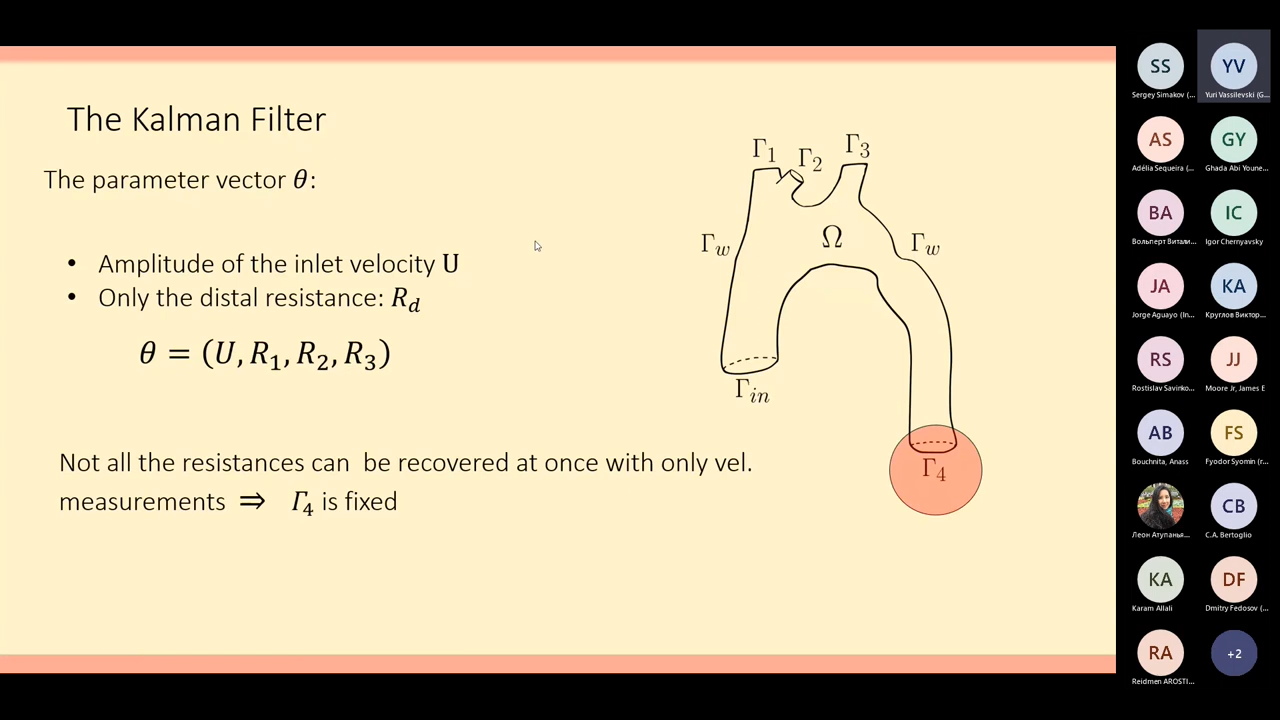 The Kalman Filter
The parameter vector θ:
• Amplitude of the inlet velocity U
• Only the distal resistance: R_d
θ = (U, R_1, R_2, R_3)
Not all the resistances can be recovered at once with only vel.
measurements ⇒ Γ_4 is fixed
Γ_1
Γ_2
Γ_3
Γ_w
Ω
Γ_w
Γ_in
Γ_4
SS
Sergey Simakov (...
YV
Yuri Vassilevski (G...
AS
Adélia Sequeira (...
GY
Ghada Abi Youne...
BA
Вольперт Витали...
IC
Igor Chernyavsky
JA
Jorge Aguayo (In...
KA
Круглов Виктор...
RS
Rostislav Savinko...
JJ
Moore Jr, James E
AB
Bouchnita, Anass
FS
Fyodor Syomin (r...
Леон Атупанья...
CB
C.A. Bertoglio
KA
Karam Allali
DF
Dmitry Fedosov (...
RA
Reidmen AROSTI...
+2